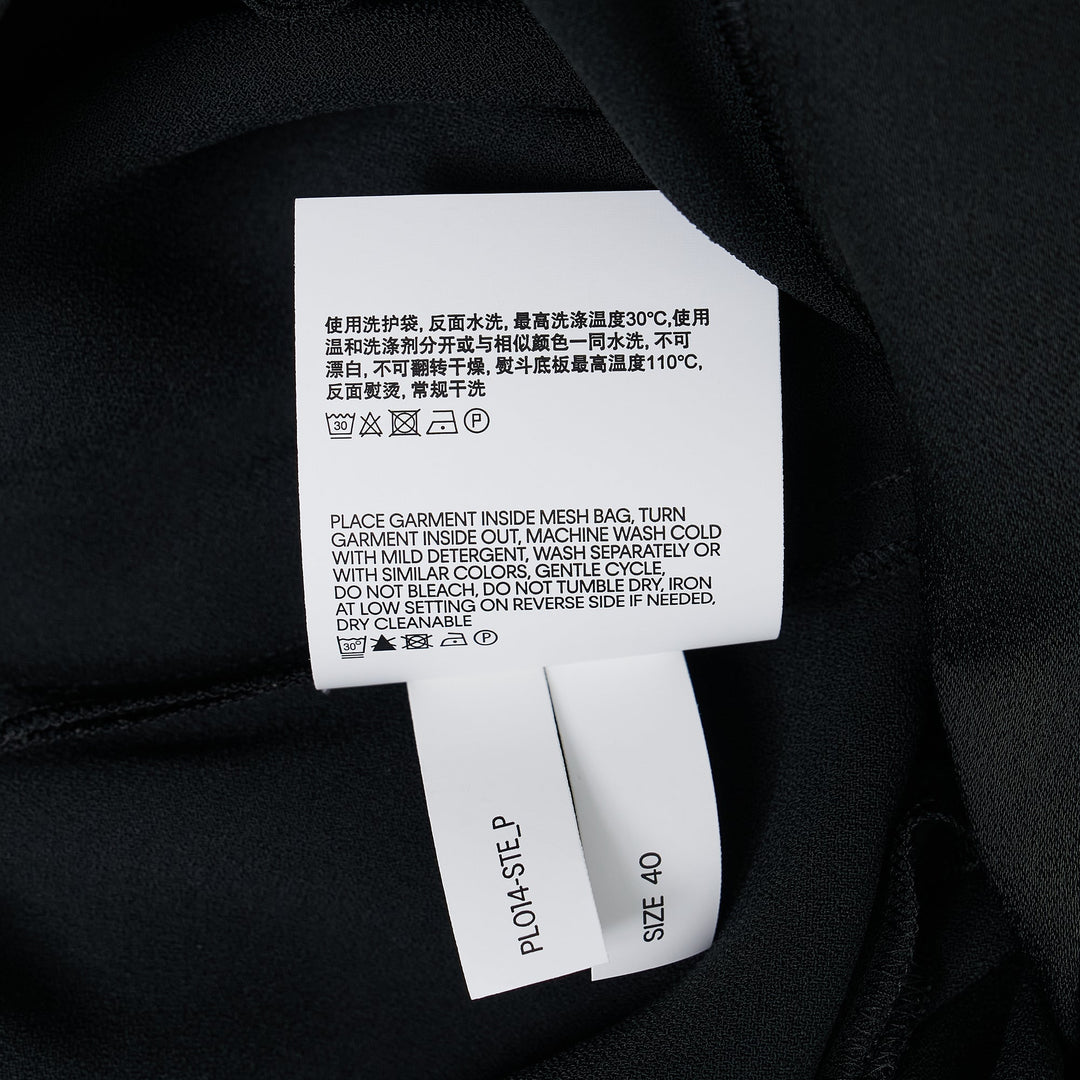 使用洗护袋, 反面水洗, 最高洗涤温度30℃,使用
温和洗涤剂分开或与相似颜色一同水洗, 不可
漂白, 不可翻转干燥, 熨斗底板最高温度110℃,
反面熨烫, 常规干洗
30 P
PLACE GARMENT INSIDE MESH BAG, TURN
GARMENT INSIDE OUT, MACHINE WASH COLD
WITH MILD DETERGENT, WASH SEPARATELY OR
WITH SIMILAR COLORS, GENTLE CYCLE,
DO NOT BLEACH, DO NOT TUMBLE DRY, IRON
AT LOW SETTING ON REVERSE SIDE IF NEEDED,
DRY CLEANABLE
30° P
PL014-STE_P
SIZE 40